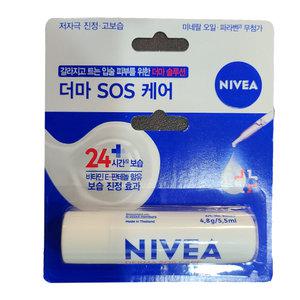 저자극 진정·고보습
미네랄 오일·파라벤 무첨가
갈라지고 트는 입술 피부를 위한 더마 솔루션
더마 SOS 케어
NIVEA
24+
시간 보습
비타민 E·판테놀 함유
보습 진정 효과
Made in Thailand
4,8g/5,5ml
NIVEA